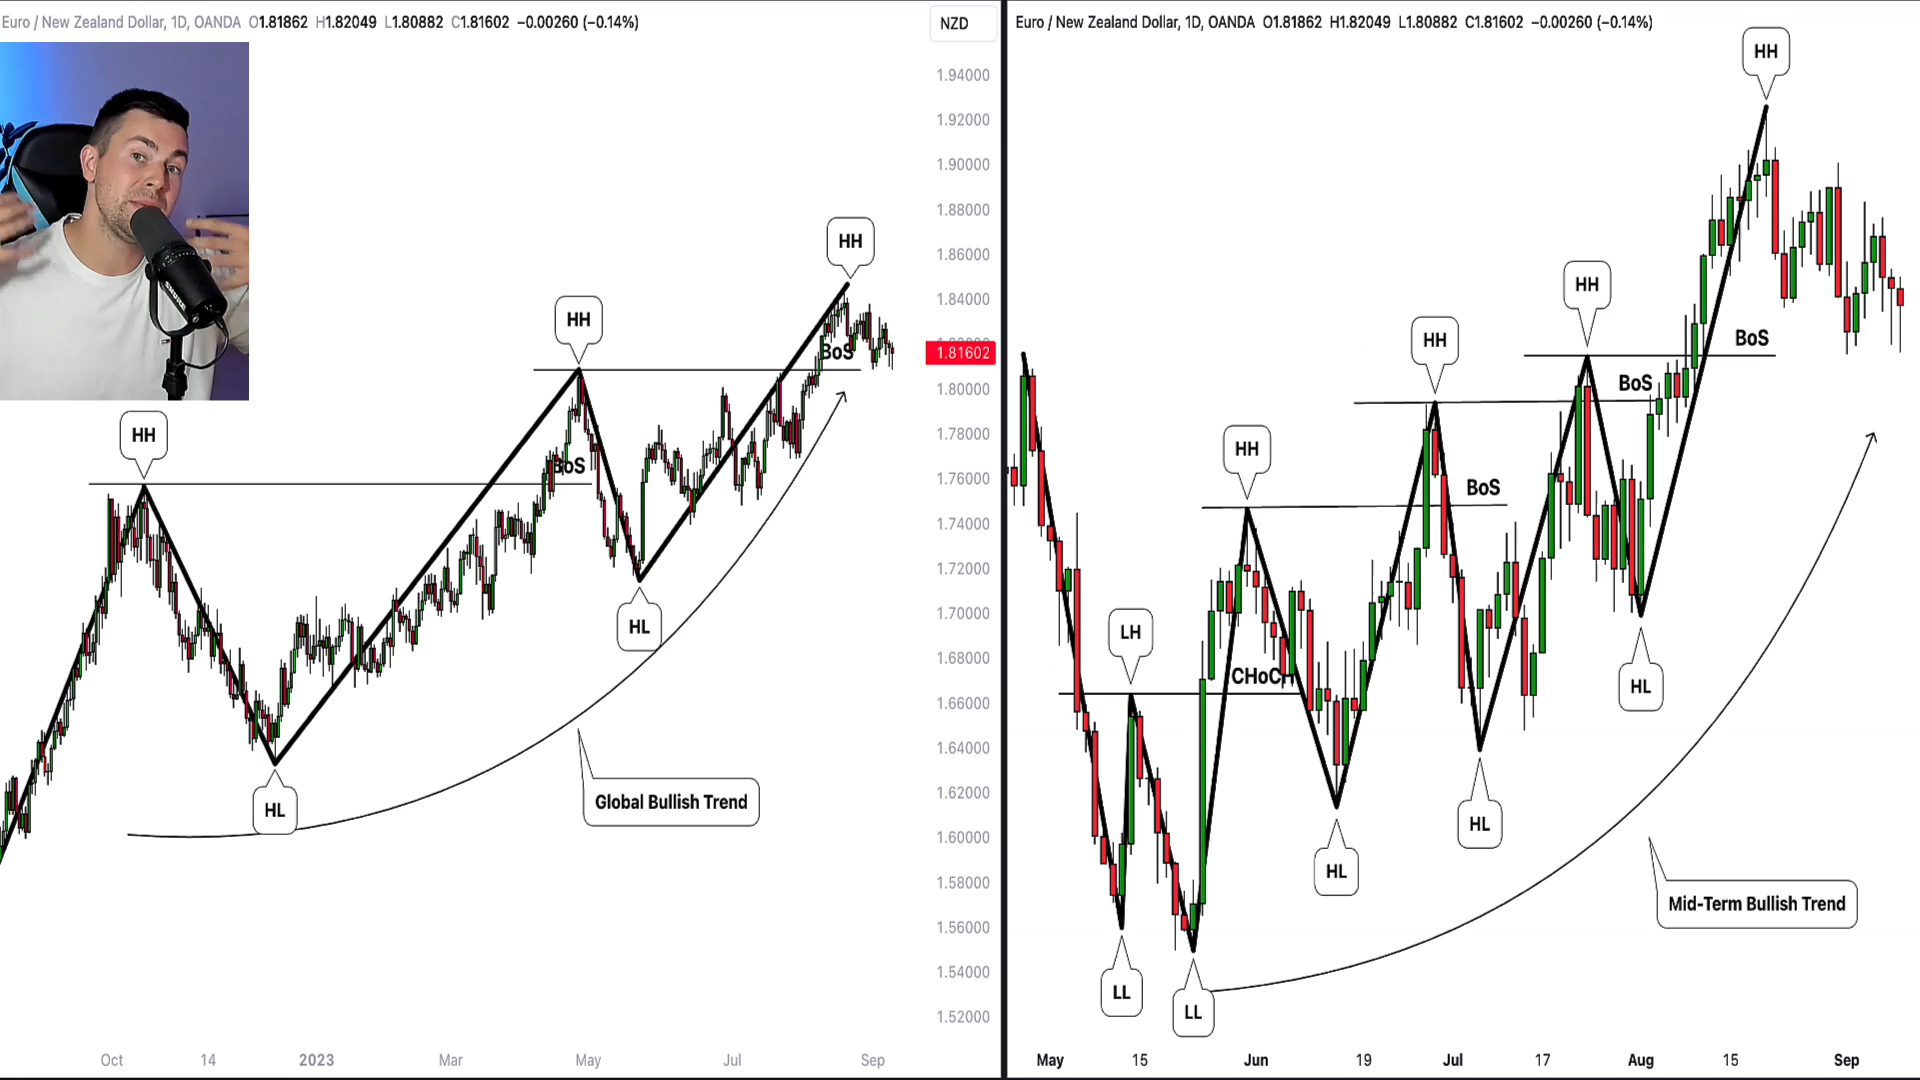 Euro / New Zealand Dollar, 1D, OANDA O1.81862 H1.82049 L1.80882 C1.81602 −0.00260 (−0.14%)
NZD
1.94000
1.92000
1.90000
1.88000
1.86000
1.84000
1.81602
1.80000
1.78000
1.76000
1.74000
1.72000
1.70000
1.68000
1.66000
1.64000
1.62000
1.60000
1.58000
1.56000
1.54000
1.52000
SHURE
HH
HH
HH
BoS
BoS
HL
HL
Global Bullish Trend
Oct 14 2023 Mar May Jul Sep
Euro / New Zealand Dollar, 1D, OANDA O1.81862 H1.82049 L1.80882 C1.81602 −0.00260 (−0.14%)
HH
HH
HH
BoS
BoS
HH
BoS
LH
CHoCH
HL
HL
HL
Mid-Term Bullish Trend
LL
LL
May 15 Jun 19 Jul 17 Aug 15 Sep